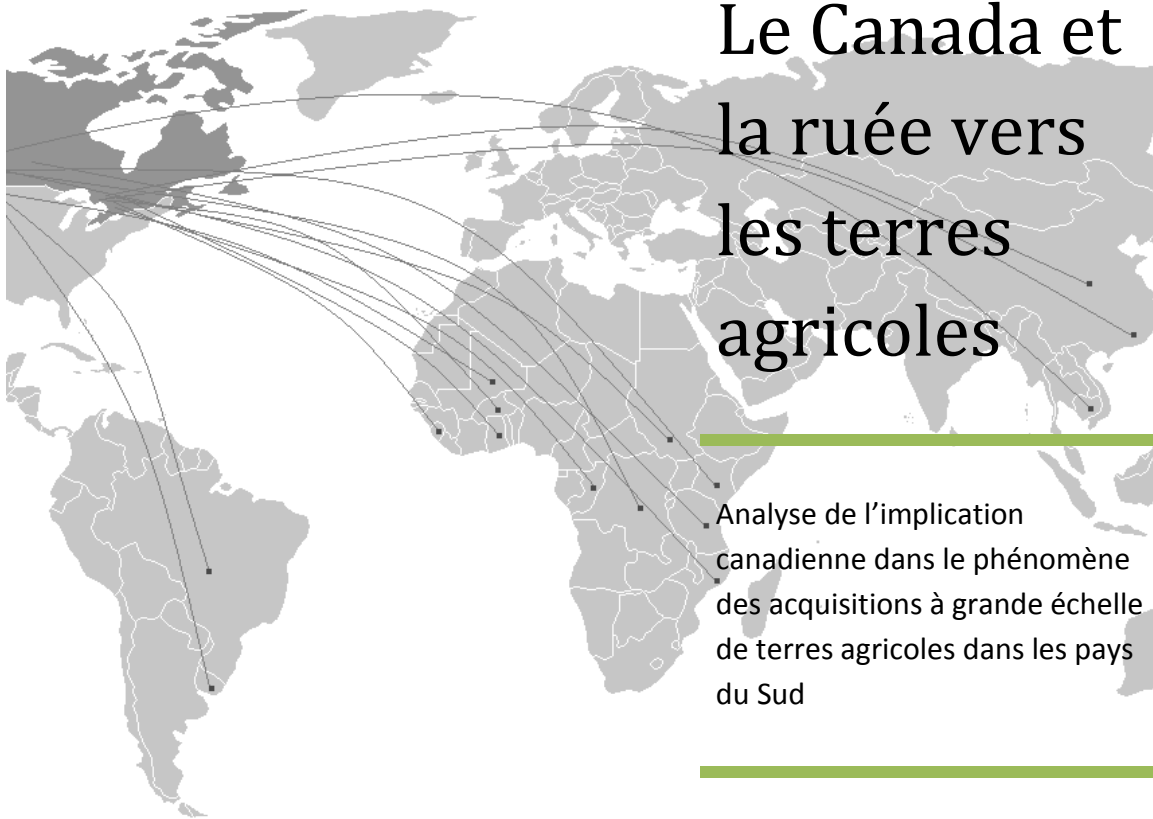 Le Canada et
la ruée vers
les terres
agricoles
Analyse de l’implication
canadienne dans le phénomène
des acquisitions à grande échelle
de terres agricoles dans les pays
du Sud